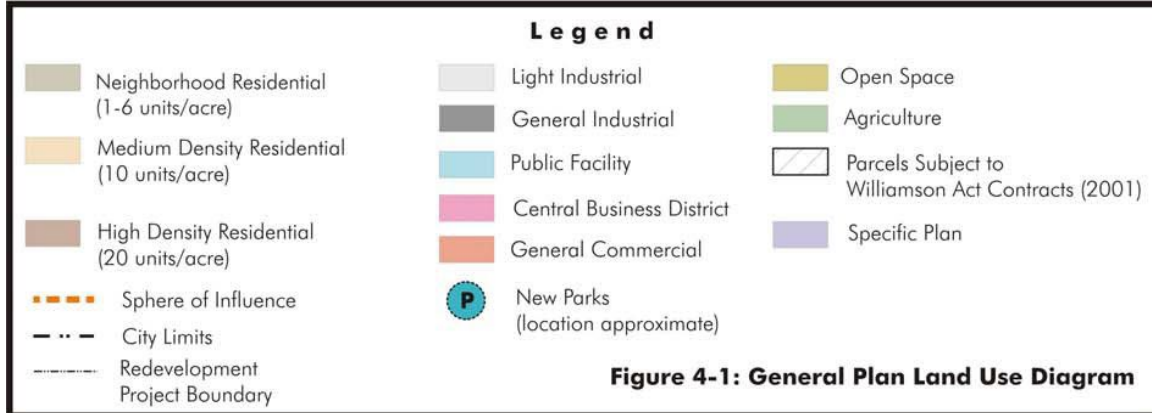 Legend
Neighborhood Residential
(1-6 units/acre)
Medium Density Residential
(10 units/acre)
High Density Residential
(20 units/acre)
Sphere of Influence
City Limits
Redevelopment
Project Boundary
Light Industrial
General Industrial
Public Facility
Central Business District
General Commercial
P
New Parks
(location approximate)
Open Space
Agriculture
Parcels Subject to
Williamson Act Contracts (2001)
Specific Plan
Figure 4-1: General Plan Land Use Diagram